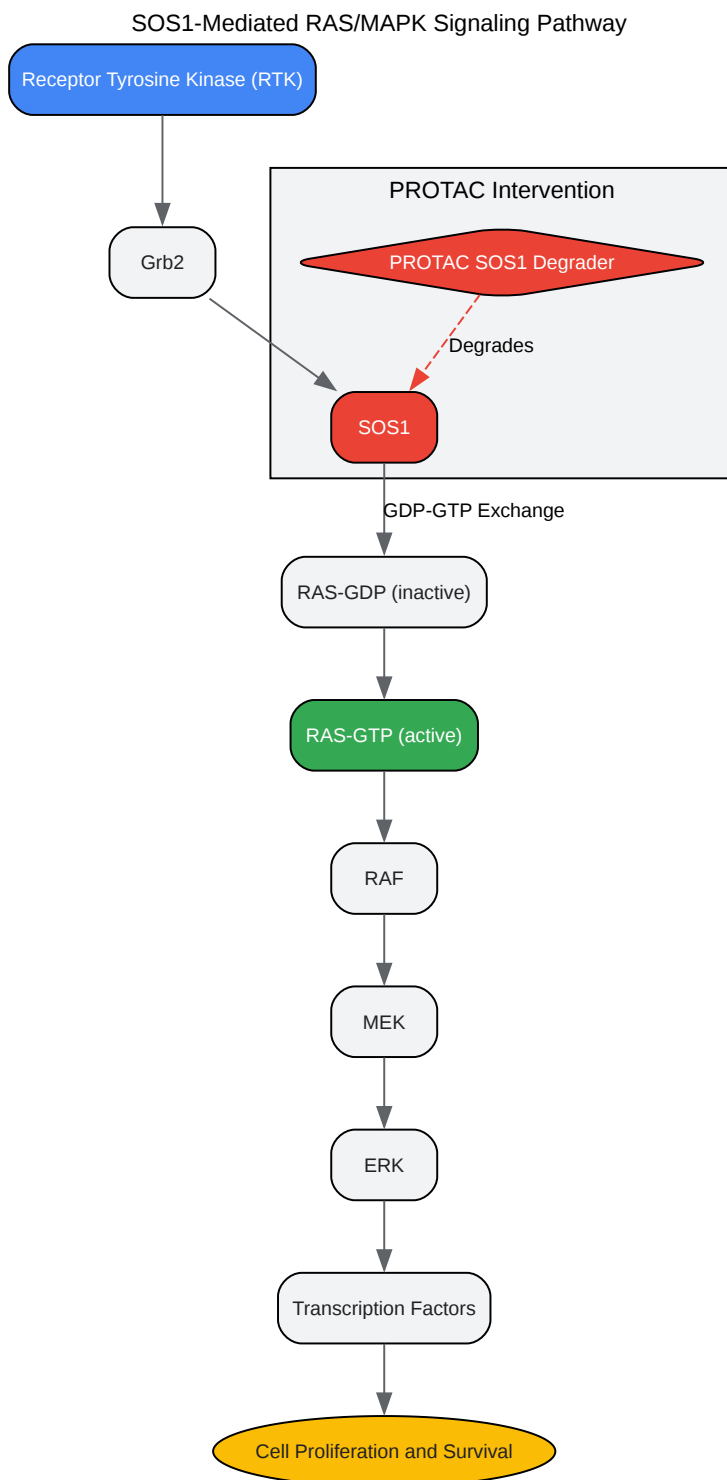 SOS1-Mediated RAS/MAPK Signaling Pathway
Receptor Tyrosine Kinase (RTK)
PROTAC Intervention
Grb2
PROTAC SOS1 Degrader
Degrades
SOS1
GDP-GTP Exchange
RAS-GDP (inactive)
RAS-GTP (active)
RAF
MEK
ERK
Transcription Factors
Cell Proliferation and Survival